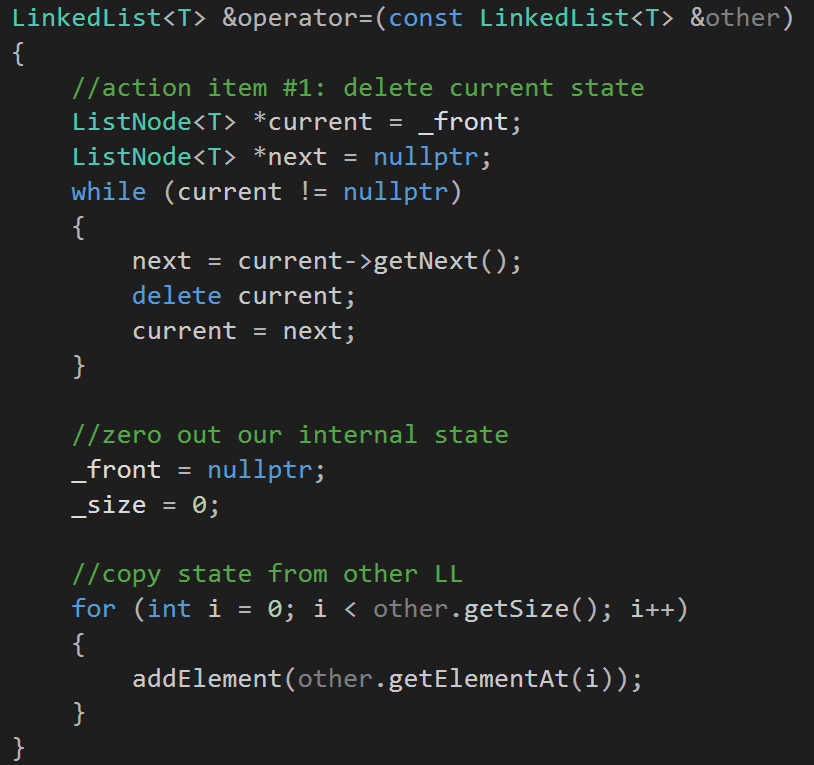 LinkedList<T> &operator=(const LinkedList<T> &other)
{
    //action item #1: delete current state
    ListNode<T> *current = _front;
    ListNode<T> *next = nullptr;
    while (current != nullptr)
    {
        next = current->getNext();
        delete current;
        current = next;
    }

    //zero out our internal state
    _front = nullptr;
    _size = 0;

    //copy state from other LL
    for (int i = 0; i < other.getSize(); i++)
    {
        addElement(other.getElementAt(i));
    }
}